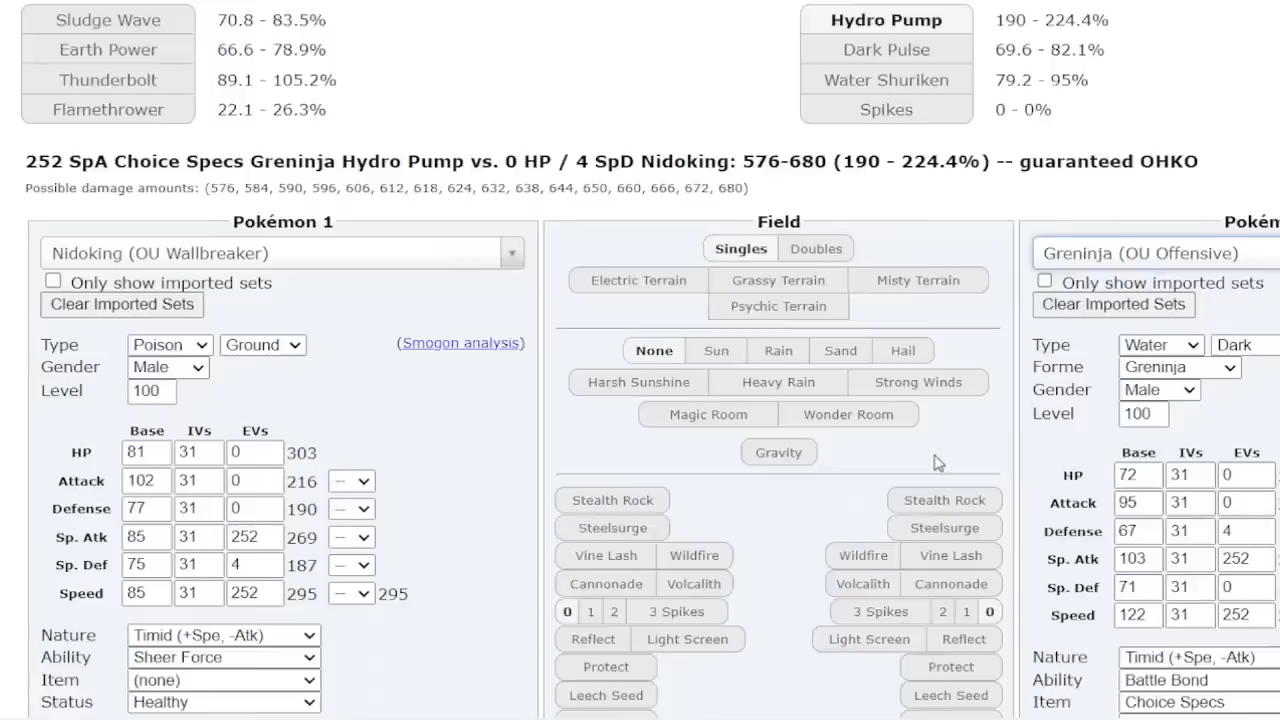 Sludge Wave 70.8 - 83.5% Hydro Pump 190 - 224.4%
Earth Power 66.6 - 78.9% Dark Pulse 69.6 - 82.1%
Thunderbolt 89.1 - 105.2% Water Shuriken 79.2 - 95%
Flamethrower 22.1 - 26.3% Spikes 0 - 0%
252 SpA Choice Specs Greninja Hydro Pump vs. 0 HP / 4 SpD Nidoking: 576-680 (190 - 224.4%) -- guaranteed OHKO
Possible damage amounts: (576, 584, 590, 596, 606, 612, 618, 624, 632, 638, 644, 650, 660, 666, 672, 680)
Pokémon 1
Nidoking (OU Wallbreaker)
Only show imported sets
Clear Imported Sets
Type Poison Ground (Smogon analysis)
Gender Male
Level 100
Base IVs EVs
HP 81 31 0 303
Attack 102 31 0 216 --
Defense 77 31 0 190 --
Sp. Atk 85 31 252 269 --
Sp. Def 75 31 4 187 --
Speed 85 31 252 295 -- 295
Nature Timid (+Spe, -Atk)
Ability Sheer Force
Item (none)
Status Healthy
Field
Singles Doubles
Electric Terrain Grassy Terrain Misty Terrain
Psychic Terrain
None Sun Rain Sand Hail
Harsh Sunshine Heavy Rain Strong Winds
Magic Room Wonder Room
Gravity
Stealth Rock Stealth Rock
Steelsurge Steelsurge
Vine Lash Wildfire Wildfire Vine Lash
Cannonade Volcalith Volcalith Cannonade
0 1 2 3 Spikes 3 Spikes 2 1 0
Reflect Light Screen Light Screen Reflect
Protect Protect
Leech Seed Leech Seed
Pokém
Greninja (OU Offensive)
Only show imported sets
Clear Imported Sets
Type Water Dark
Forme Greninja
Gender Male
Level 100
Base IVs EVs
HP 72 31 0
Attack 95 31 0
Defense 67 31 4
Sp. Atk 103 31 252
Sp. Def 71 31 0
Speed 122 31 252
Nature Timid (+Spe, -Atk)
Ability Battle Bond
Item Choice Specs